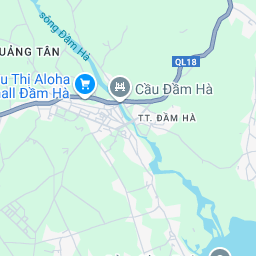 sông Đầm Hà
UẢNG TÂN
QL18
u Thị Aloha
all Đầm Hà
Cầu Đầm Hà
TT. ĐẦM HÀ